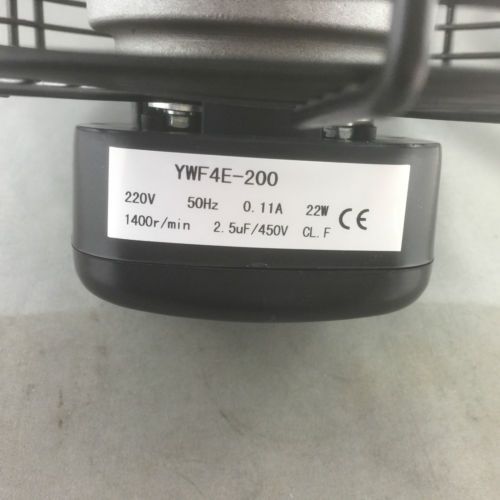 YWF4E-200
220V 50Hz 0.11A 22W CE
1400r/min 2.5uF/450V CL.F